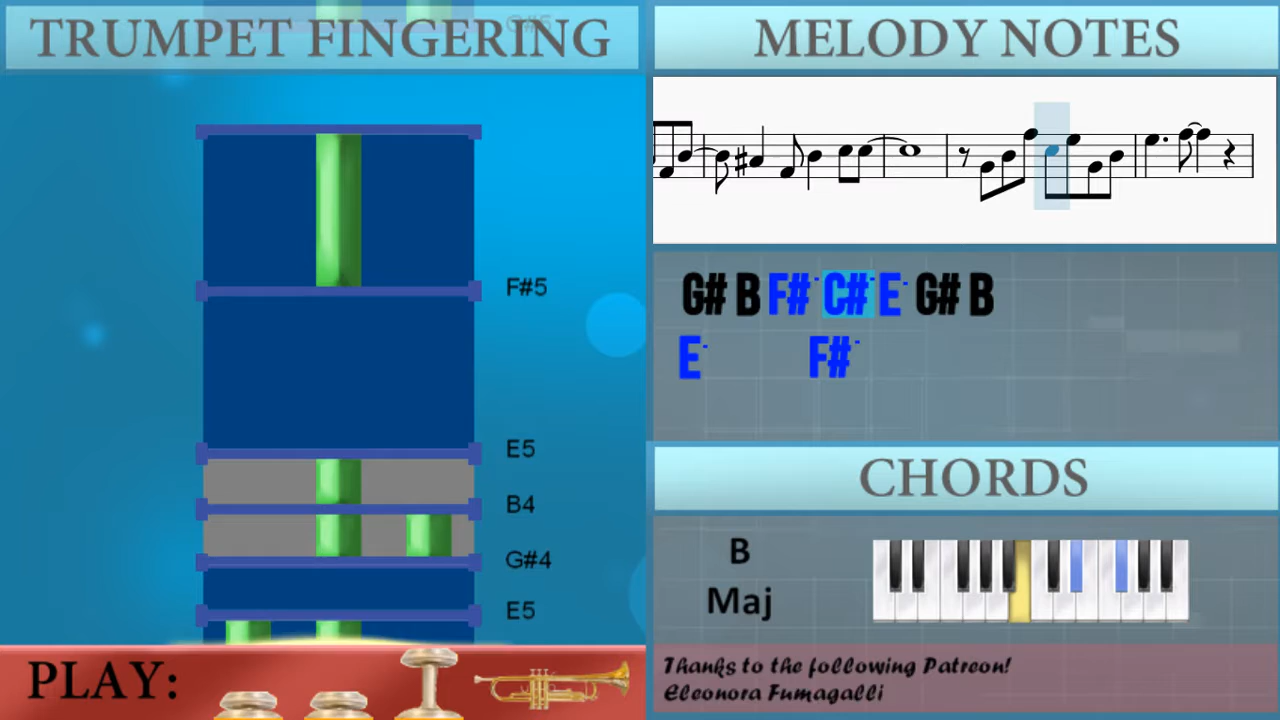 TRUMPET FINGERING
G#5
F#5
E5
B4
G#4
E5
PLAY:
MELODY NOTES
G# B F#- C#- E- G# B
E- F#-
CHORDS
B
Maj
Thanks to the following Patreon!
Eleonora Fumagalli